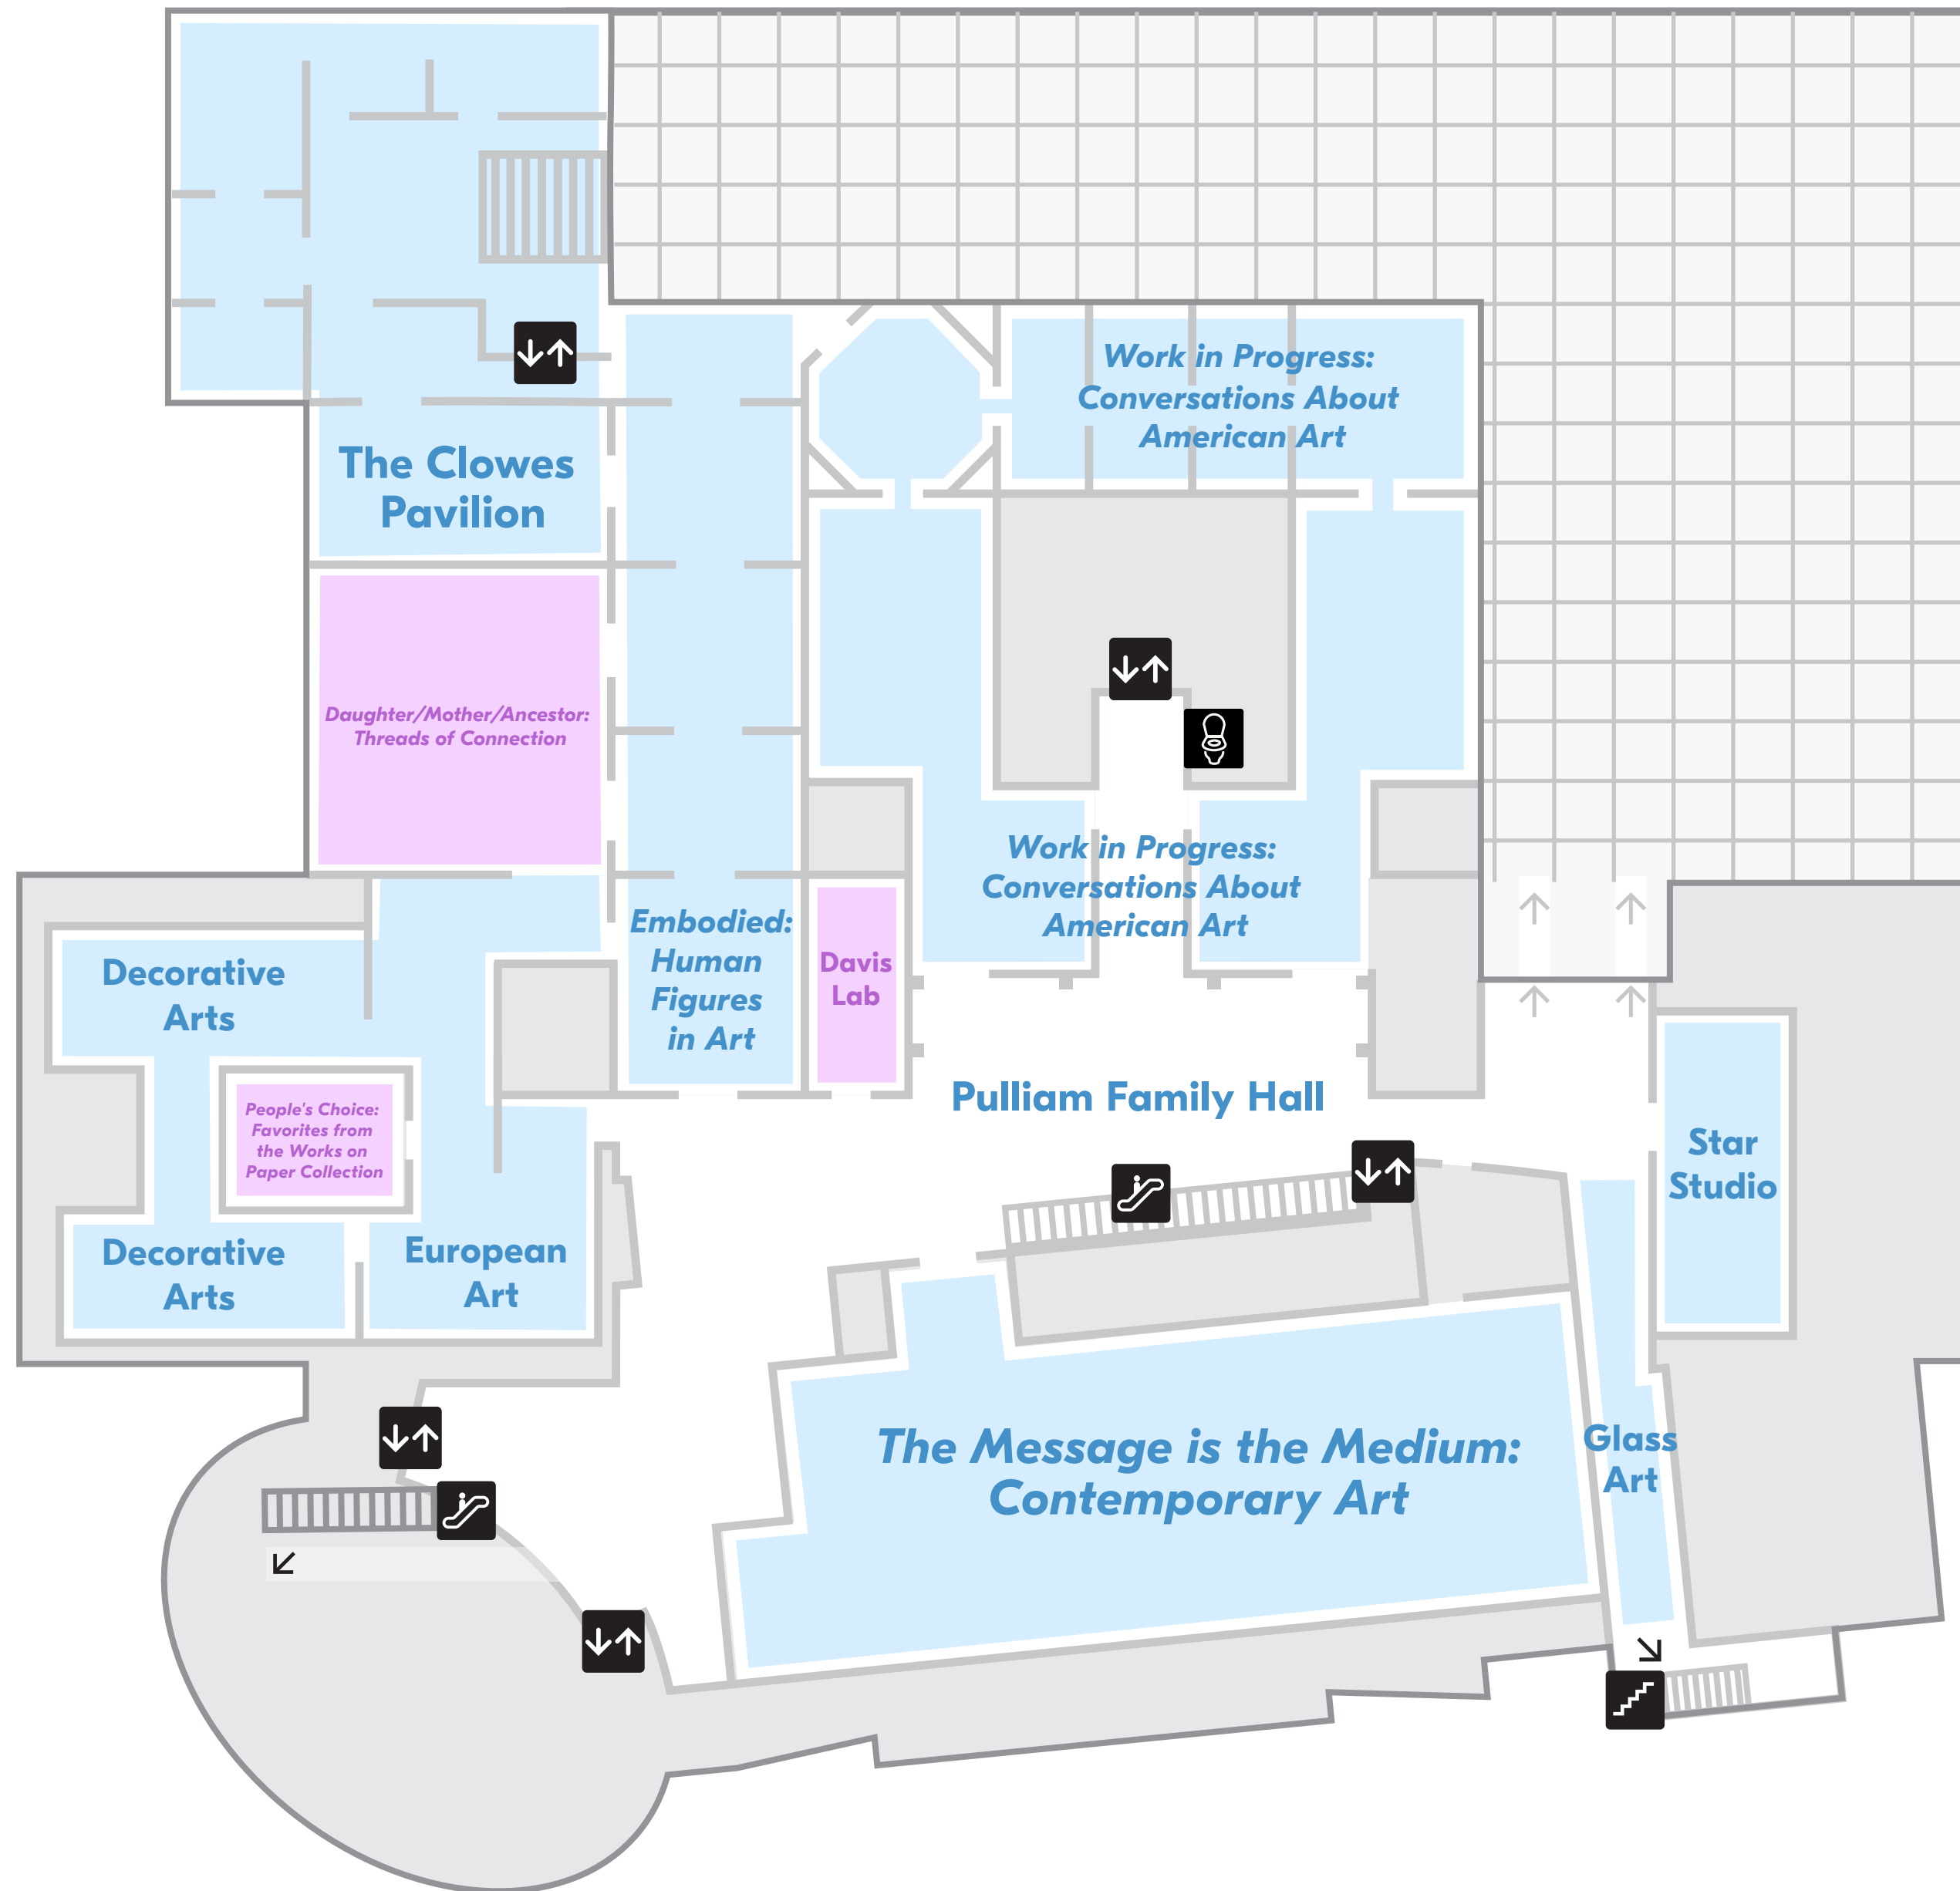 Work in Progress:
Conversations About
American Art
The Clowes
Pavilion
Daughter/Mother/Ancestor:
Threads of Connection
Work in Progress:
Conversations About
American Art
Embodied:
Human
Figures
in Art
Davis
Lab
Decorative
Arts
Pulliam Family Hall
People's Choice:
Favorites from
the Works on
Paper Collection
Star
Studio
Decorative
Arts
European
Art
The Message is the Medium:
Contemporary Art
Glass
Art